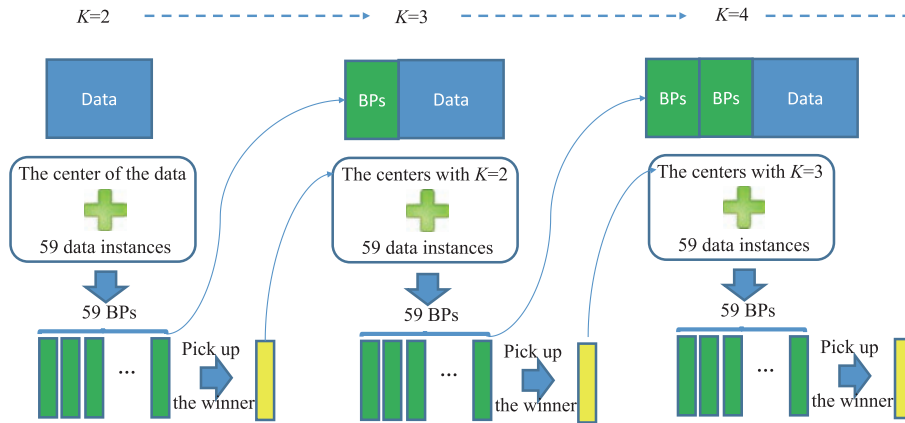 K=2
K=3
K=4
Data
BPs
Data
BPs
BPs
Data
The center of the data
59 data instances
The centers with K=2
59 data instances
The centers with K=3
59 data instances
59 BPs
59 BPs
59 BPs
...
Pick up
the winner
...
Pick up
the winner
...
Pick up
the winner